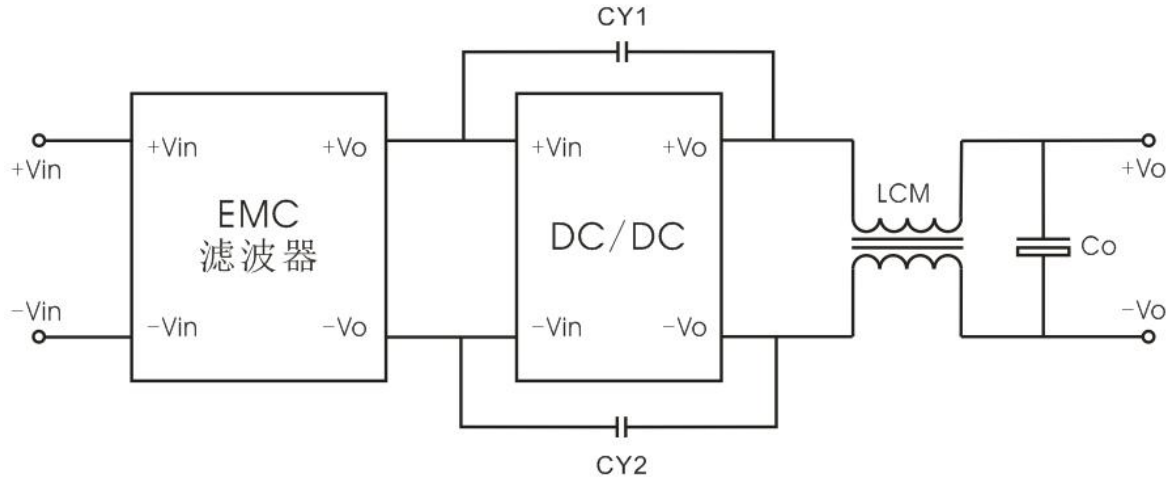 CY1
+Vin
+Vin
+Vo
+Vin
+Vo
+Vo
LCM
EMC
滤波器
DC/DC
Co
-Vin
-Vin
-Vo
-Vin
-Vo
-Vo
CY2